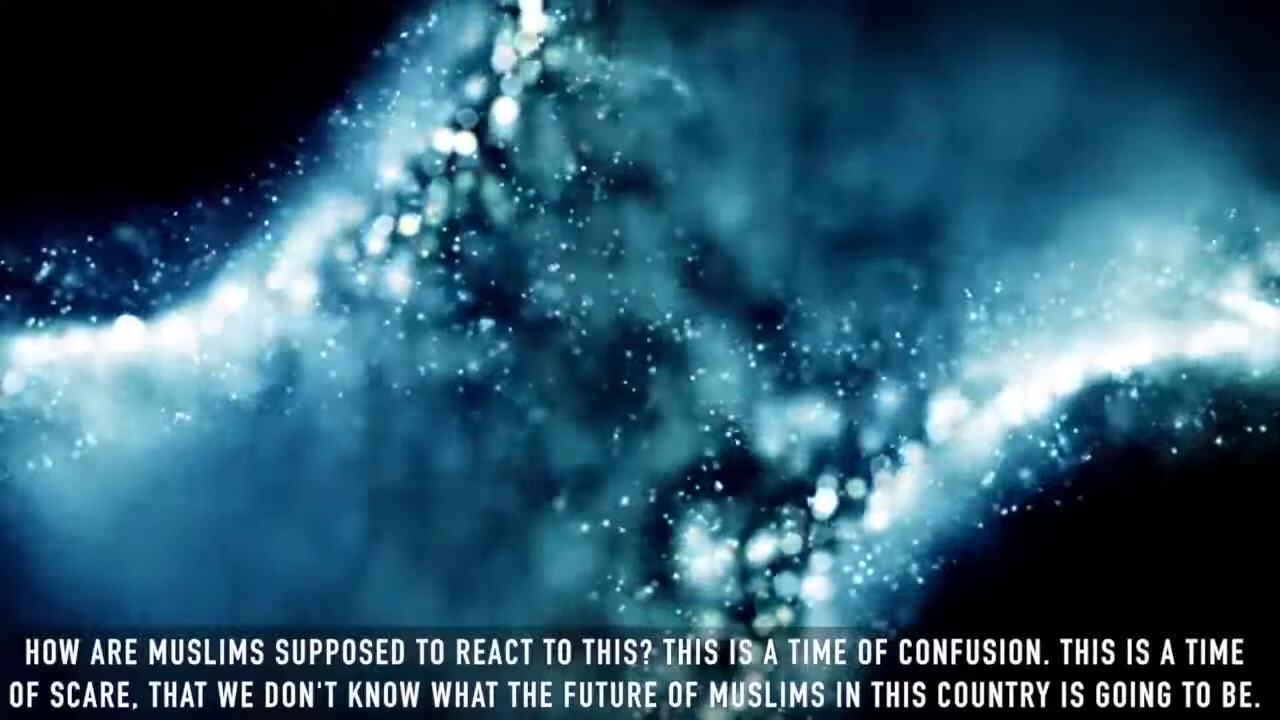 HOW ARE MUSLIMS SUPPOSED TO REACT TO THIS? THIS IS A TIME OF CONFUSION. THIS IS A TIME
OF SCARE, THAT WE DON'T KNOW WHAT THE FUTURE OF MUSLIMS IN THIS COUNTRY IS GOING TO BE.